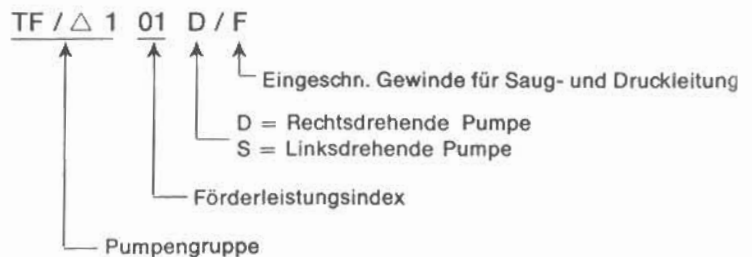 TF / △ 1 01 D / F
Eingeschn. Gewinde für Saug- und Druckleitung
D = Rechtsdrehende Pumpe
S = Linksdrehende Pumpe
Förderleistungsindex
Pumpengruppe